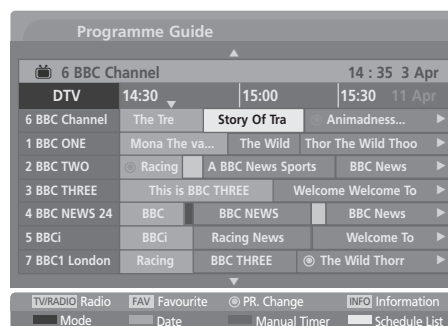 Programme Guide
6 BBC Channel 14 : 35 3 Apr
DTV 14:30 15:00 15:30 11 Apr
6 BBC Channel The Tre Story Of Tra Animadness...
1 BBC ONE Mona The va... The Wild Thor The Wild Thoo
2 BBC TWO Racing A BBC News Sports BBC News
3 BBC THREE This is BBC THREE Welcome Welcome To
4 BBC NEWS 24 BBC BBC NEWS BBC News
5 BBCi BBCi Racing News Welcome To
7 BBC1 London Racing BBC THREE The Wild Thorr
TV/RADIO Radio FAV Favourite PR. Change INFO Information
Mode Date Manual Timer Schedule List